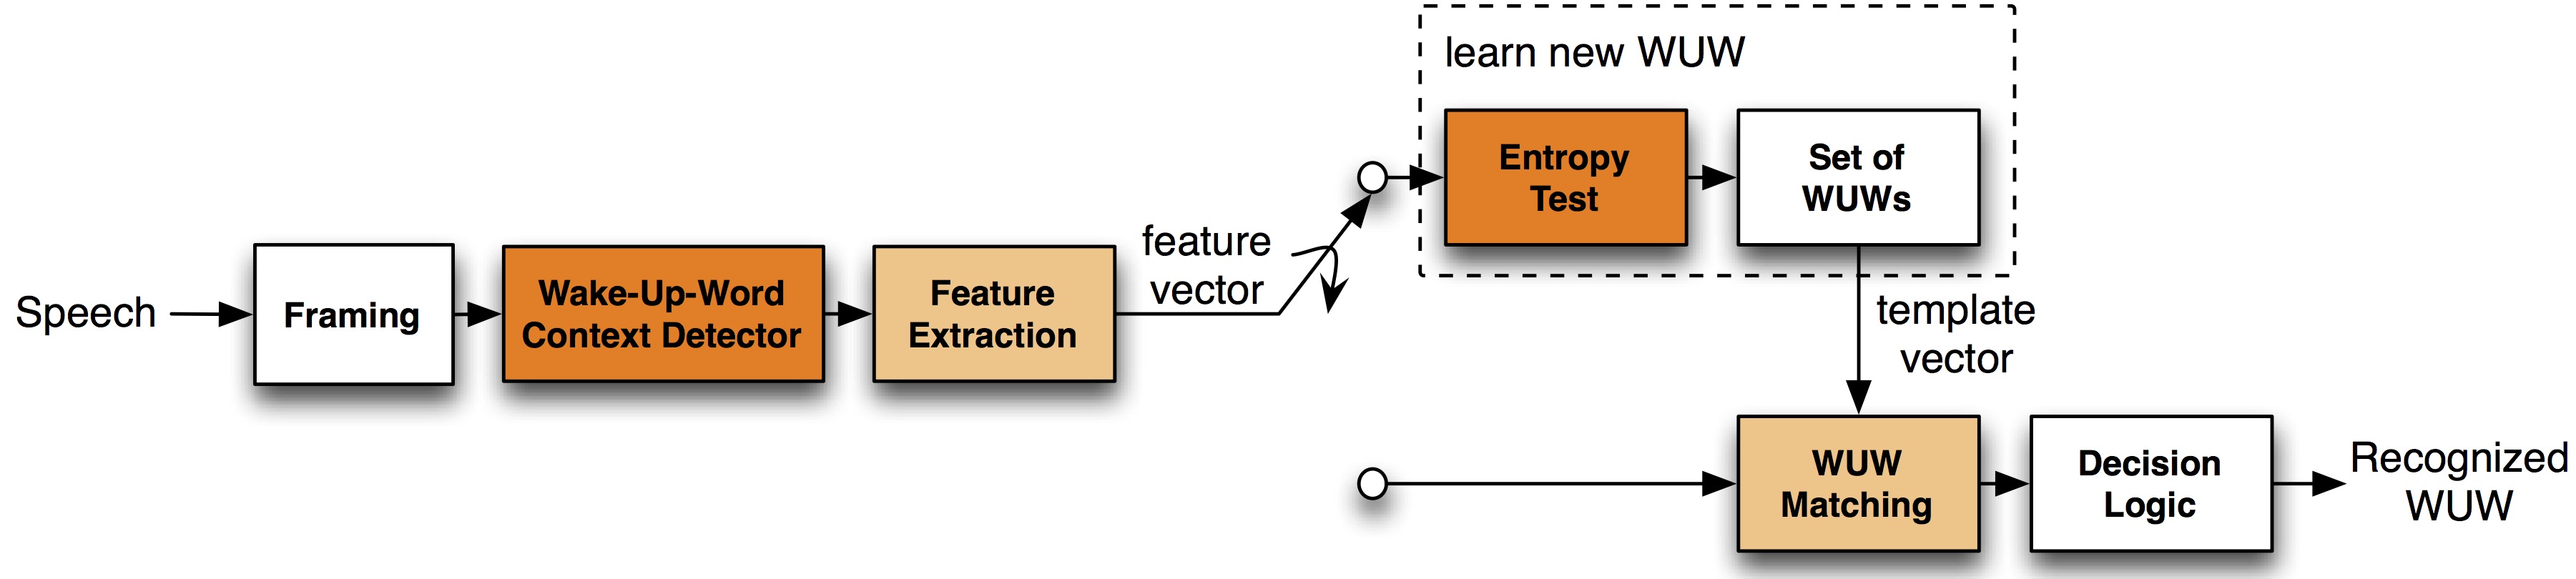 learn new WUW
Entropy
Test
Set of
WUWs
feature
vector
Speech
Framing
Wake-Up-Word
Context Detector
Feature
Extraction
template
vector
WUW
Matching
Decision
Logic
Recognized
WUW